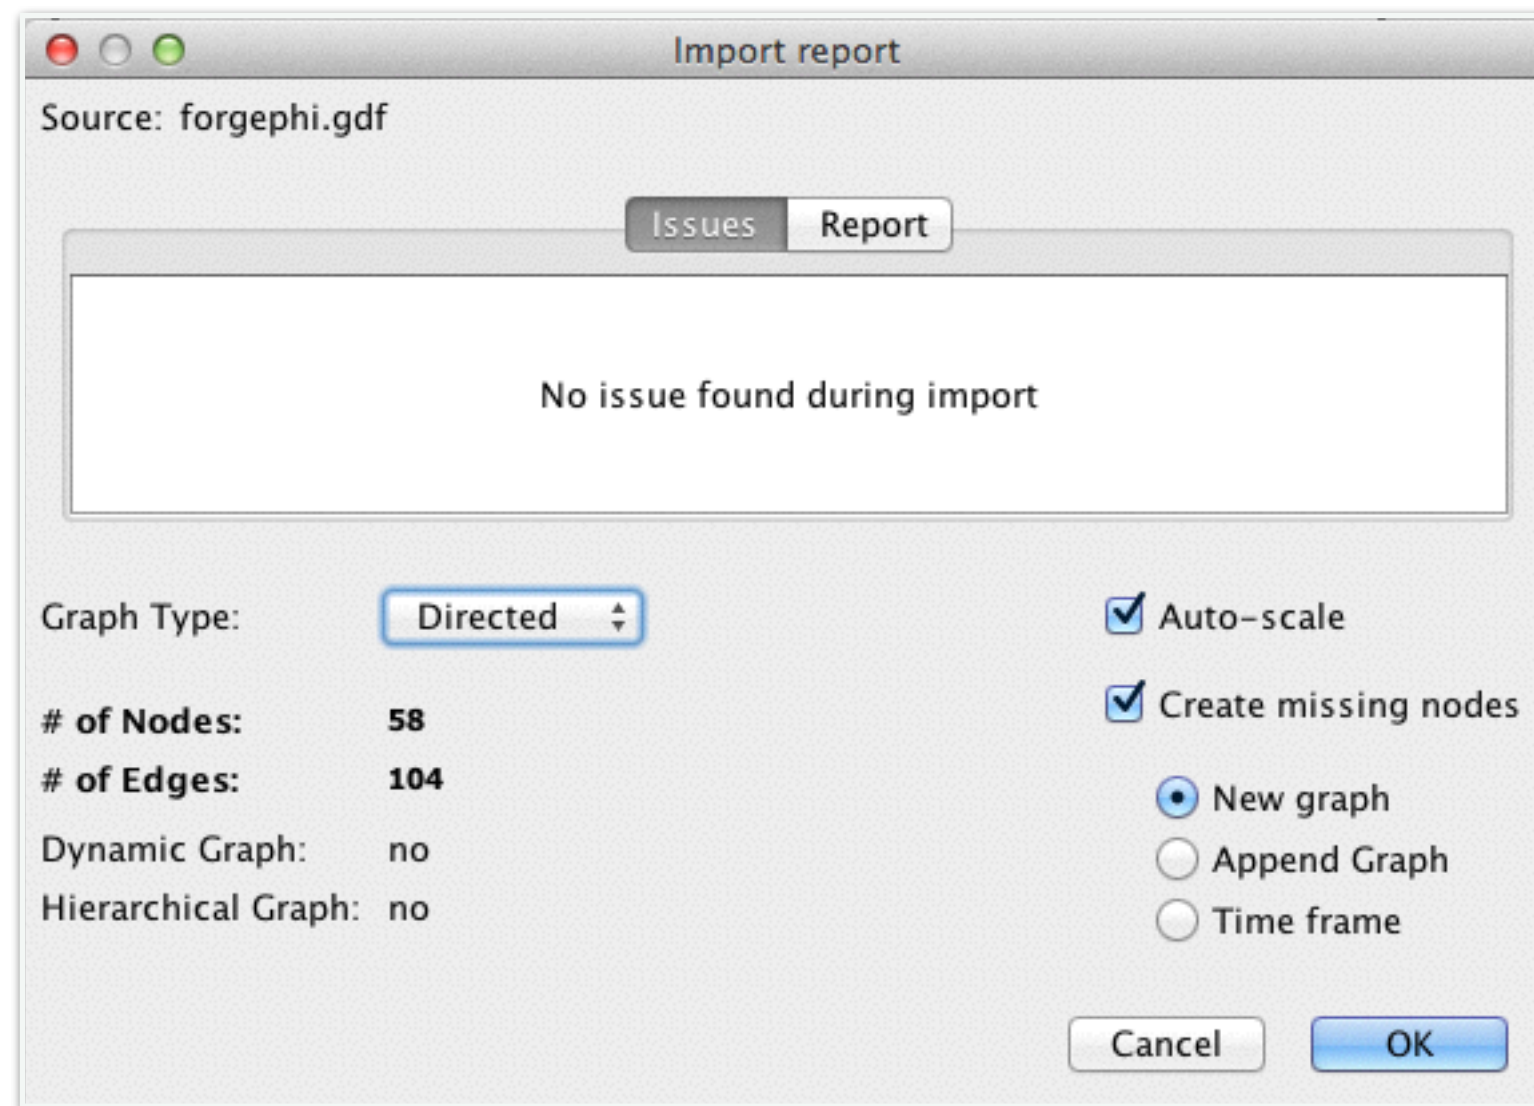 Import report
Source: forgephi.gdf
Issues Report
No issue found during import
Graph Type: Directed
Auto-scale
# of Nodes: 58
Create missing nodes
# of Edges: 104
New graph
Dynamic Graph: no
Append Graph
Hierarchical Graph: no
Time frame
Cancel OK